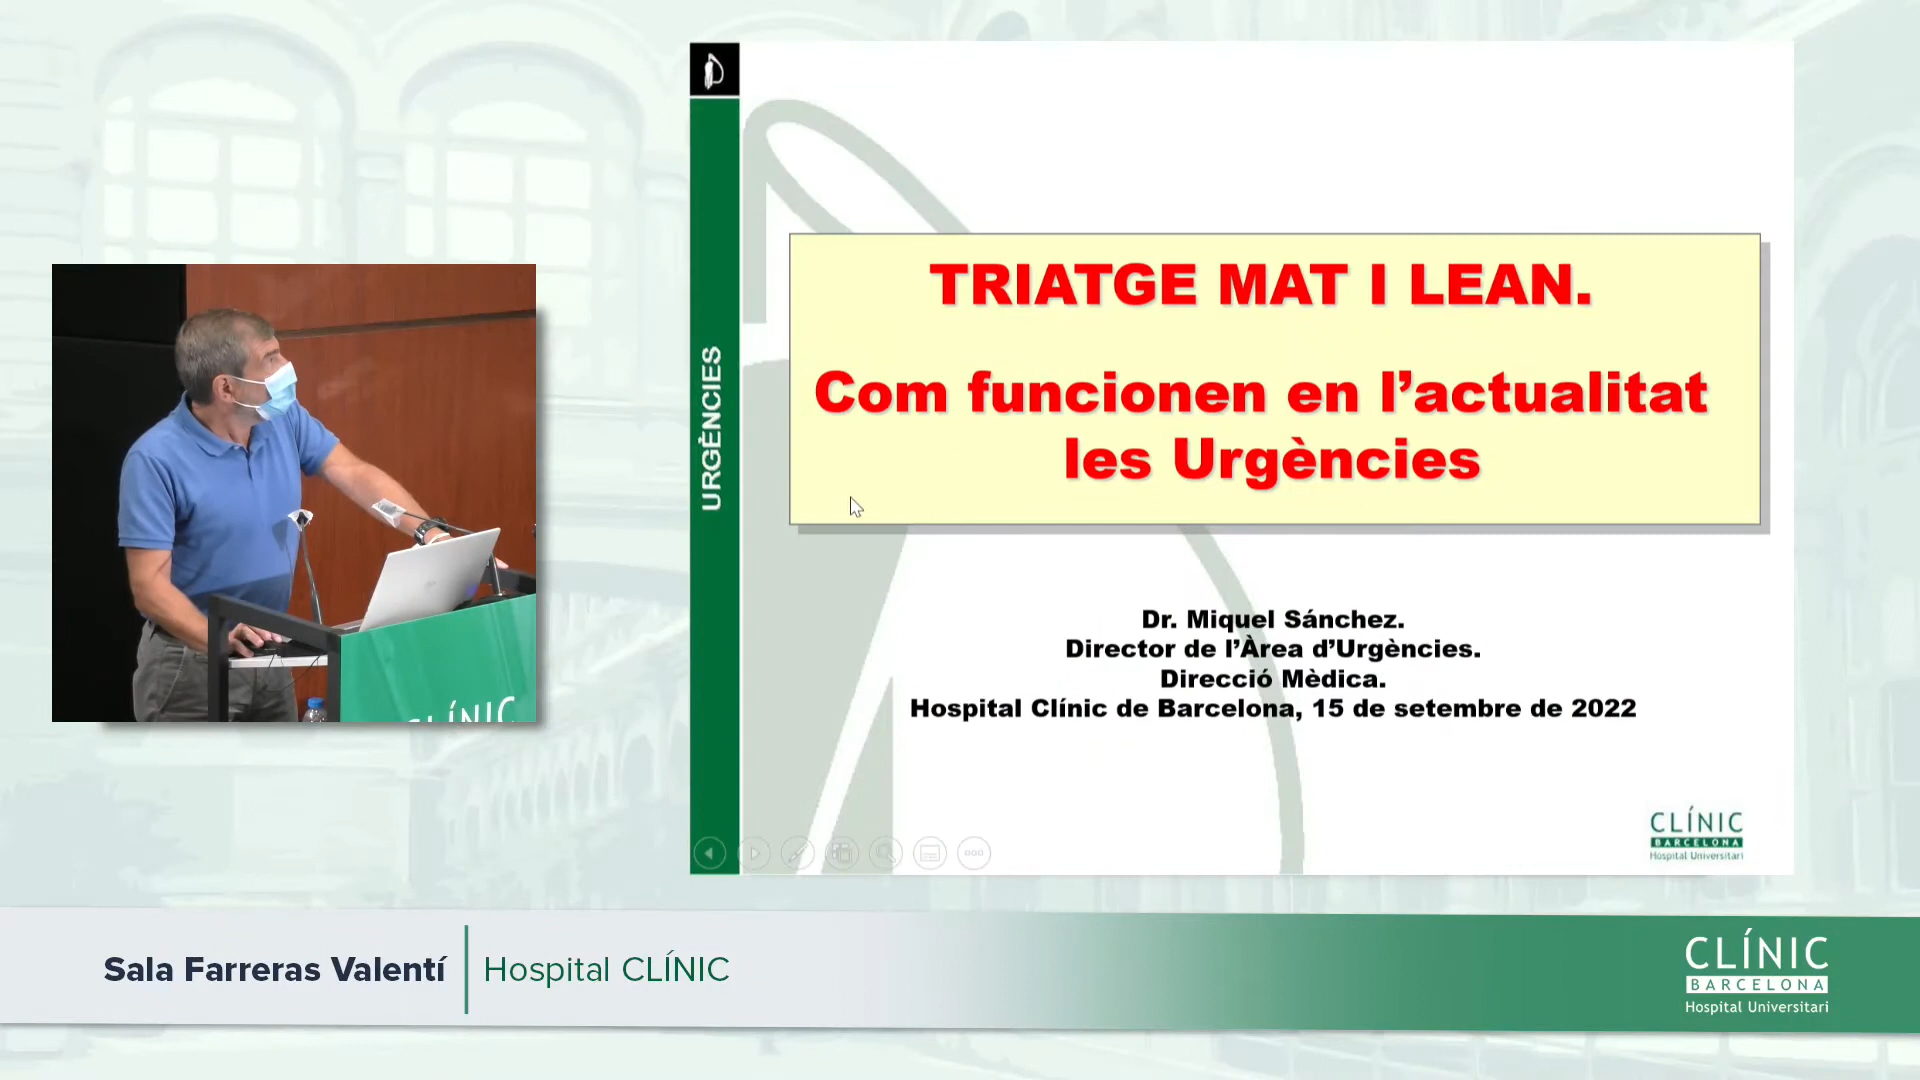 URGÈNCIES
TRIATGE MAT I LEAN.
Com funcionen en l’actualitat
les Urgències
Dr. Miquel Sánchez.
Director de l’Àrea d’Urgències.
Direcció Mèdica.
Hospital Clínic de Barcelona, 15 de setembre de 2022
CLÍNIC
BARCELONA
Hospital Universitari
CLÍNIC
Sala Farreras Valentí
Hospital CLÍNIC
CLÍNIC
BARCELONA
Hospital Universitari